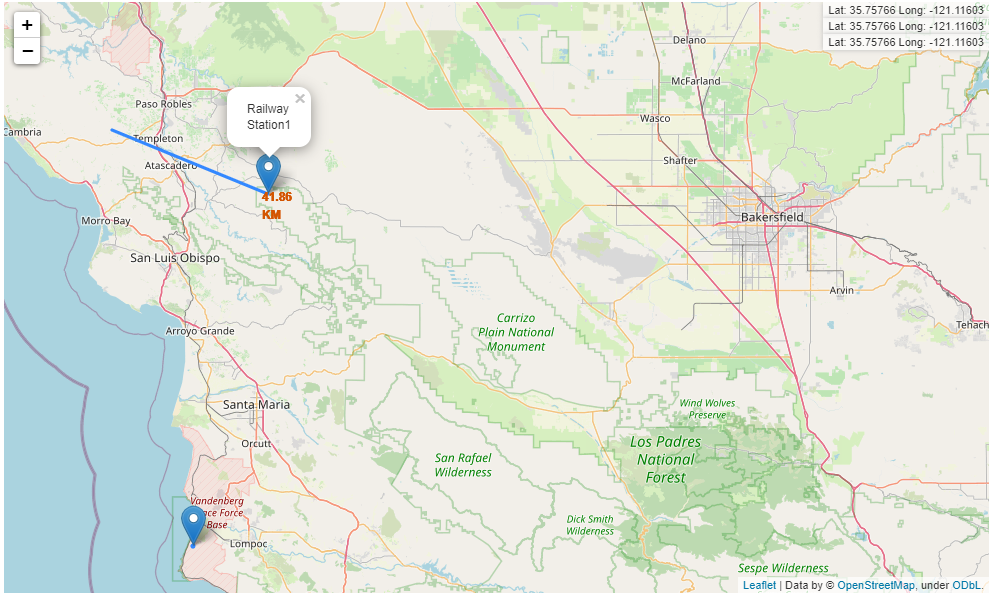 +
−
Lat: 35.75766 Long: -121.11603
Lat: 35.75766 Long: -121.11603
Lat: 35.75766 Long: -121.11603
Delano
McFarland
Paso Robles
Railway
Station1
×
Wasco
Cambria
Templeton
Atascadero
Shafter
41.86
KM
Morro Bay
Bakersfield
San Luis Obispo
Arvin
Carrizo
Plain National
Monument
Arroyo Grande
Tehach
Santa Maria
Wind Wolves
Preserve
Orcutt
Los Padres
National
Forest
San Rafael
Wilderness
Vandenberg
ce Force
Base
Dick Smith
Wilderness
Lompoc
Sespe Wilderness
Leaflet | Data by © OpenStreetMap, under ODbL.